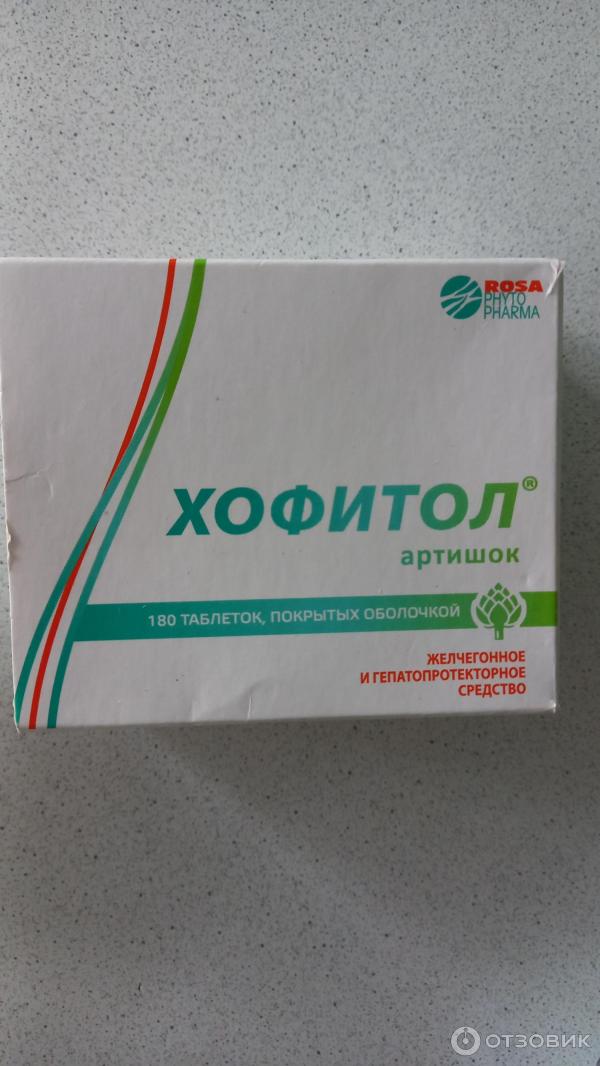 ROSA
PHYTO
PHARMA
ХОФИТОЛ®
артишок
180 ТАБЛЕТОК, ПОКРЫТЫХ ОБОЛОЧКОЙ
ЖЕЛЧЕГОННОЕ
И ГЕПАТОПРОТЕКТОРНОЕ
СРЕДСТВО
ОТЗОВИК